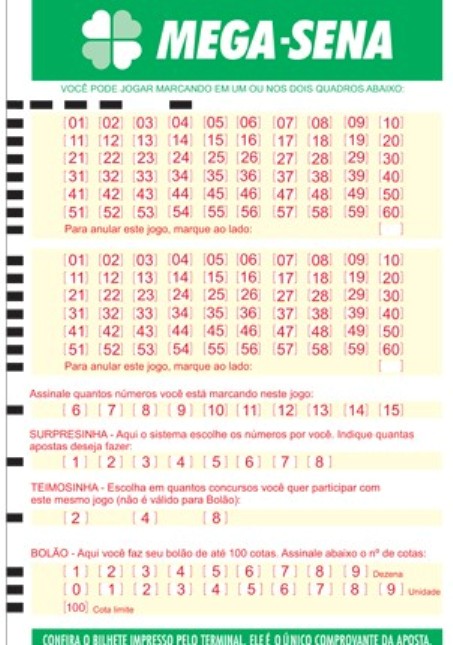 MEGA-SENA
VOCÊ PODE JOGAR MARCANDO EM UM OU NOS DOIS QUADROS ABAIXO:
[01] [02] [03] [04] [05] [06] [07] [08] [09] [10]
[11] [12] [13] [14] [15] [16] [17] [18] [19] [20]
[21] [22] [23] [24] [25] [26] [27] [28] [29] [30]
[31] [32] [33] [34] [35] [36] [37] [38] [39] [40]
[41] [42] [43] [44] [45] [46] [47] [48] [49] [50]
[51] [52] [53] [54] [55] [56] [57] [58] [59] [60]
Para anular este jogo, marque ao lado: [ ]
[01] [02] [03] [04] [05] [06] [07] [08] [09] [10]
[11] [12] [13] [14] [15] [16] [17] [18] [19] [20]
[21] [22] [23] [24] [25] [26] [27] [28] [29] [30]
[31] [32] [33] [34] [35] [36] [37] [38] [39] [40]
[41] [42] [43] [44] [45] [46] [47] [48] [49] [50]
[51] [52] [53] [54] [55] [56] [57] [58] [59] [60]
Para anular este jogo, marque ao lado: [ ]
Assinale quantos números você está marcando neste jogo:
[ 6 ] [ 7 ] [ 8 ] [ 9 ] [10] [11] [12] [13] [14] [15]
SURPRESINHA - Aqui o sistema escolhe os números por você. Indique quantas
apostas deseja fazer:
[ 1 ] [ 2 ] [ 3 ] [ 4 ] [ 5 ] [ 6 ] [ 7 ] [ 8 ]
TEIMOSINHA - Escolha em quantos concursos você quer participar com
este mesmo jogo (não é válido para Bolão):
[ 2 ] [ 4 ] [ 8 ]
BOLÃO - Aqui você faz seu bolão de até 100 cotas. Assinale abaixo o nº de cotas:
[ 1 ] [ 2 ] [ 3 ] [ 4 ] [ 5 ] [ 6 ] [ 7 ] [ 8 ] [ 9 ] Dezena
[ 0 ] [ 1 ] [ 2 ] [ 3 ] [ 4 ] [ 5 ] [ 6 ] [ 7 ] [ 8 ] [ 9 ] Unidade
[100] Cota limite
CONFIRA O BILHETE IMPRESSO PELO TERMINAL. ELE É O ÚNICO COMPROVANTE DA APOSTA.